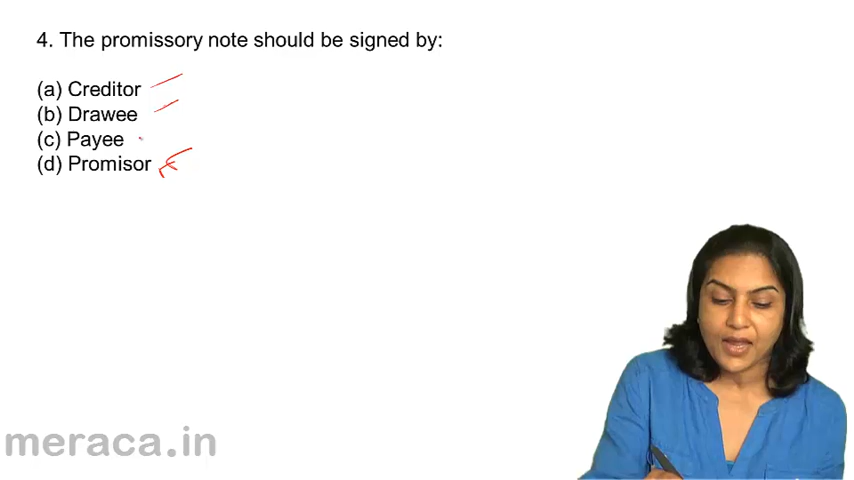 4. The promissory note should be signed by:
(a) Creditor
(b) Drawee
(c) Payee
(d) Promisor
meraca.in